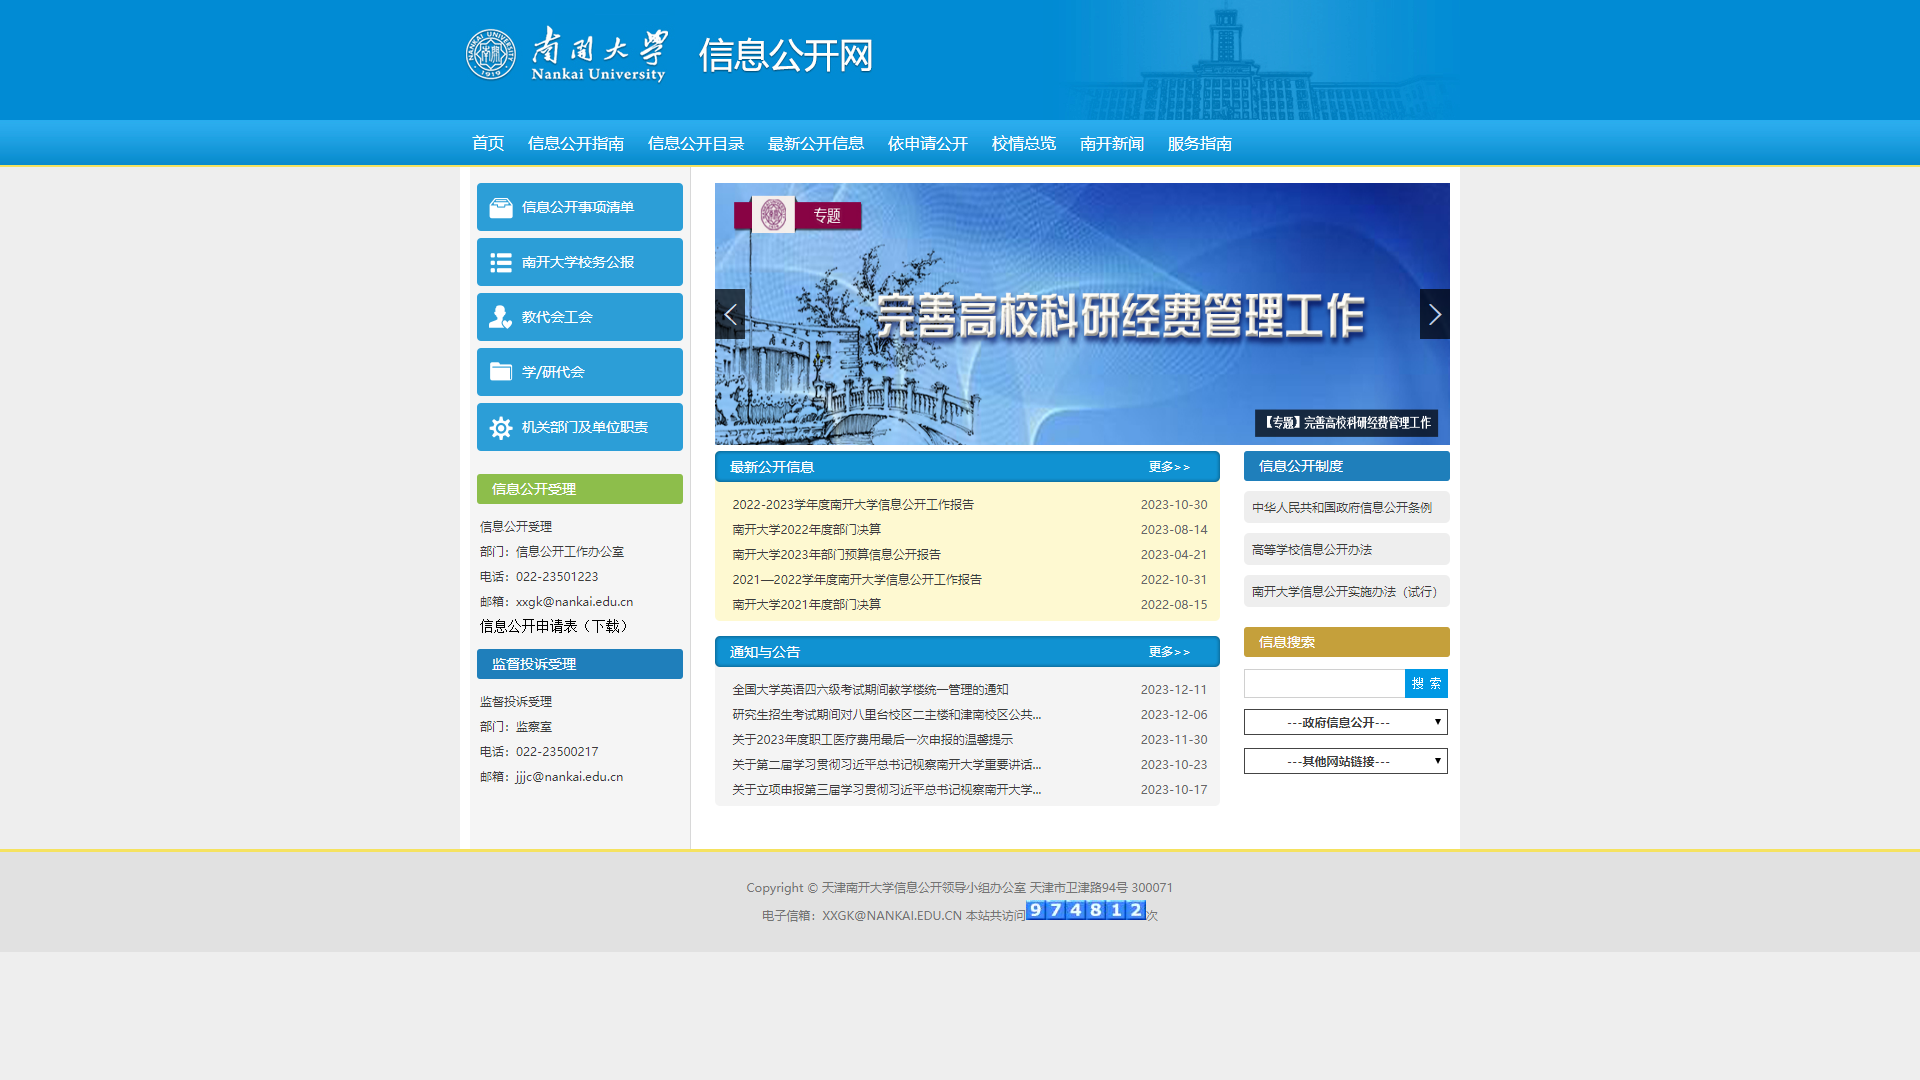 南开大学
Nankai University
NANKAI UNIVERSITY
1919
信息公开网
首页 信息公开指南 信息公开目录 最新公开信息 依申请公开 校情总览 南开新闻 服务指南
信息公开事项清单
南开大学校务公报
教代会工会
学/研代会
机关部门及单位职责
信息公开受理
信息公开受理
部门：信息公开工作办公室
电话：022-23501223
邮箱：xxgk@nankai.edu.cn
信息公开申请表（下载）
监督投诉受理
监督投诉受理
部门：监察室
电话：022-23500217
邮箱：jjjc@nankai.edu.cn
专题
南开大学
完善高校科研经费管理工作
【专题】完善高校科研经费管理工作
最新公开信息 更多>>
2022-2023学年度南开大学信息公开工作报告 2023-10-30
南开大学2022年度部门决算 2023-08-14
南开大学2023年部门预算信息公开报告 2023-04-21
2021—2022学年度南开大学信息公开工作报告 2022-10-31
南开大学2021年度部门决算 2022-08-15
通知与公告 更多>>
全国大学英语四六级考试期间教学楼统一管理的通知 2023-12-11
研究生招生考试期间对八里台校区二主楼和津南校区公共... 2023-12-06
关于2023年度职工医疗费用最后一次申报的温馨提示 2023-11-30
关于第二届学习贯彻习近平总书记视察南开大学重要讲话... 2023-10-23
关于立项申报第三届学习贯彻习近平总书记视察南开大学... 2023-10-17
信息公开制度
中华人民共和国政府信息公开条例
高等学校信息公开办法
南开大学信息公开实施办法（试行）
信息搜索
搜 索
---政府信息公开---
---其他网站链接---
Copyright © 天津南开大学信息公开领导小组办公室 天津市卫津路94号 300071
电子信箱：XXGK@NANKAI.EDU.CN 本站共访问974812次